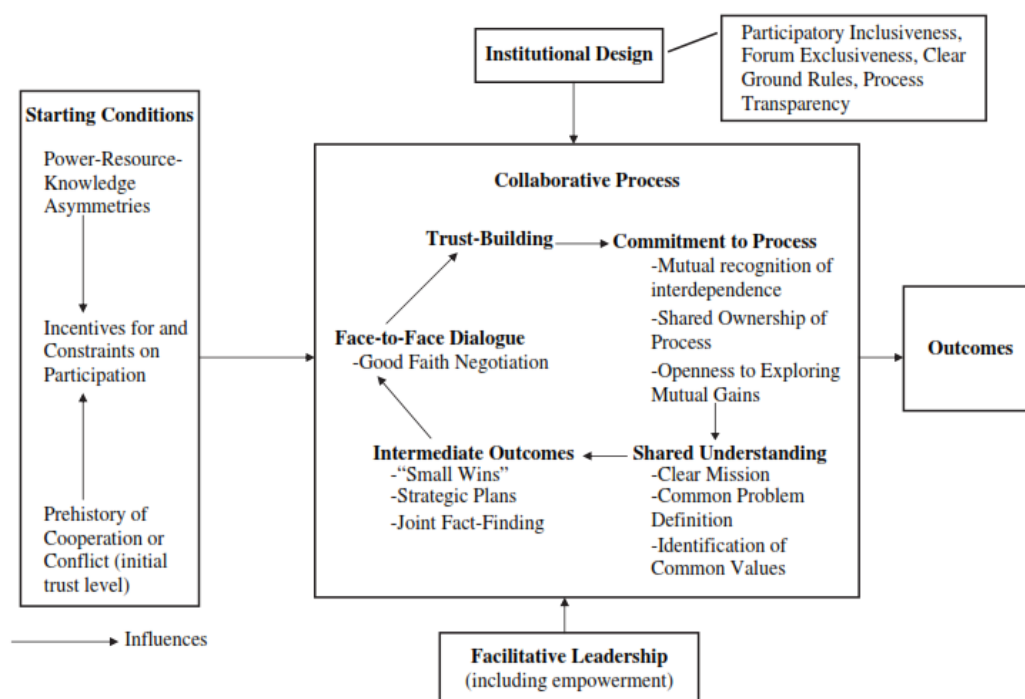 Institutional Design
Participatory Inclusiveness,
Forum Exclusiveness, Clear
Ground Rules, Process
Transparency
Starting Conditions
Power-Resource-
Knowledge
Asymmetries
Incentives for and
Constraints on
Participation
Prehistory of
Cooperation or
Conflict (initial
trust level)
Influences
Collaborative Process
Trust-Building
Commitment to Process
-Mutual recognition of
interdependence
-Shared Ownership of
Process
-Openness to Exploring
Mutual Gains
Face-to-Face Dialogue
-Good Faith Negotiation
Intermediate Outcomes
-“Small Wins”
-Strategic Plans
-Joint Fact-Finding
Shared Understanding
-Clear Mission
-Common Problem
Definition
-Identification of
Common Values
Outcomes
Facilitative Leadership
(including empowerment)